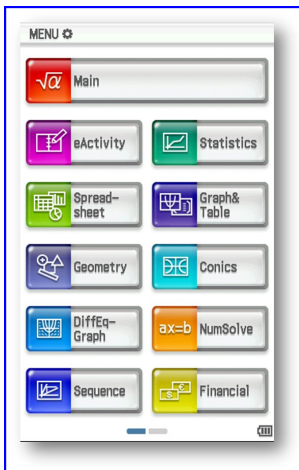 MENU
√α Main
eActivity
Statistics
Spread-
sheet
Graph&
Table
Geometry
Conics
DiffEq-
Graph
ax=b NumSolve
Sequence
$ € Financial